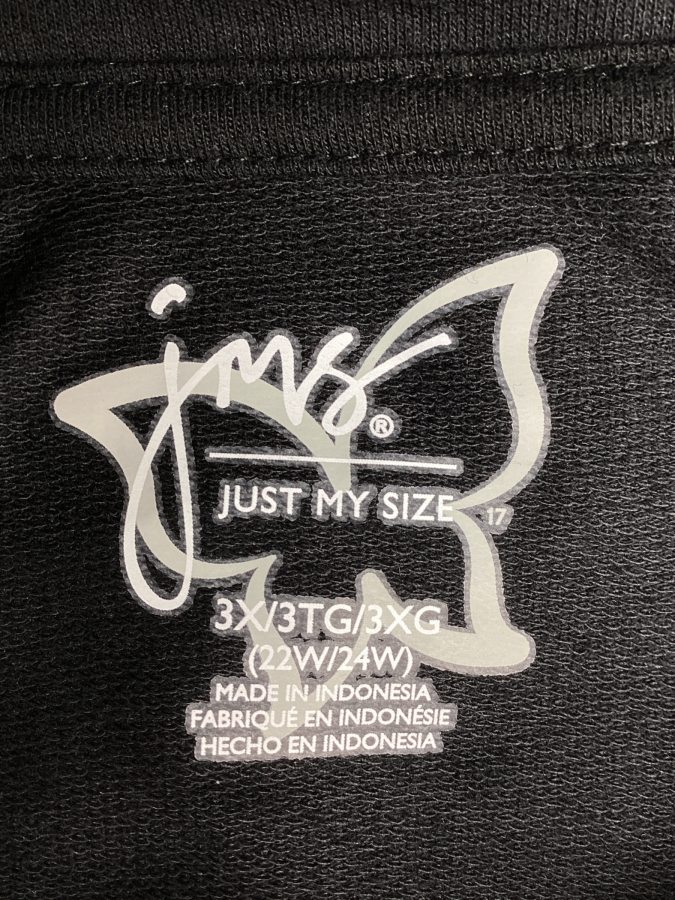 jms®
JUST MY SIZE 17
3X/3TG/3XG
(22W/24W)
MADE IN INDONESIA
FABRIQUÉ EN INDONÉSIE
HECHO EN INDONESIA